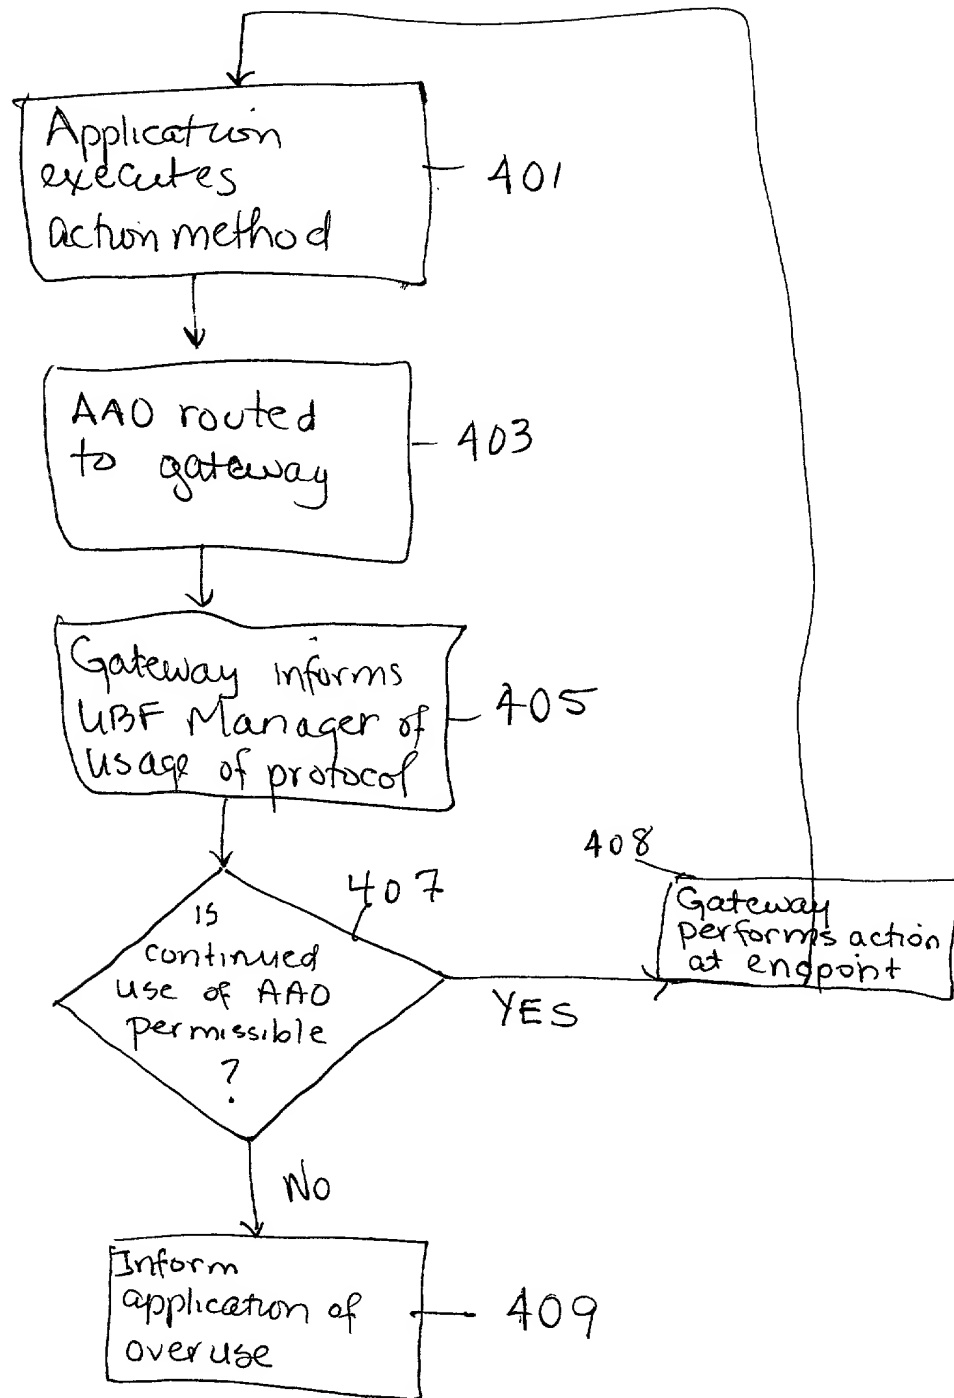 Application
executes
action method
401
AAO routed
to gateway
403
Gateway informs
UBF Manager of
usage of protocol
405
407
Is
continued
use of AAO
permissible
?
YES
408
Gateway
performs action
at endpoint
NO
Inform
application of
overuse
409